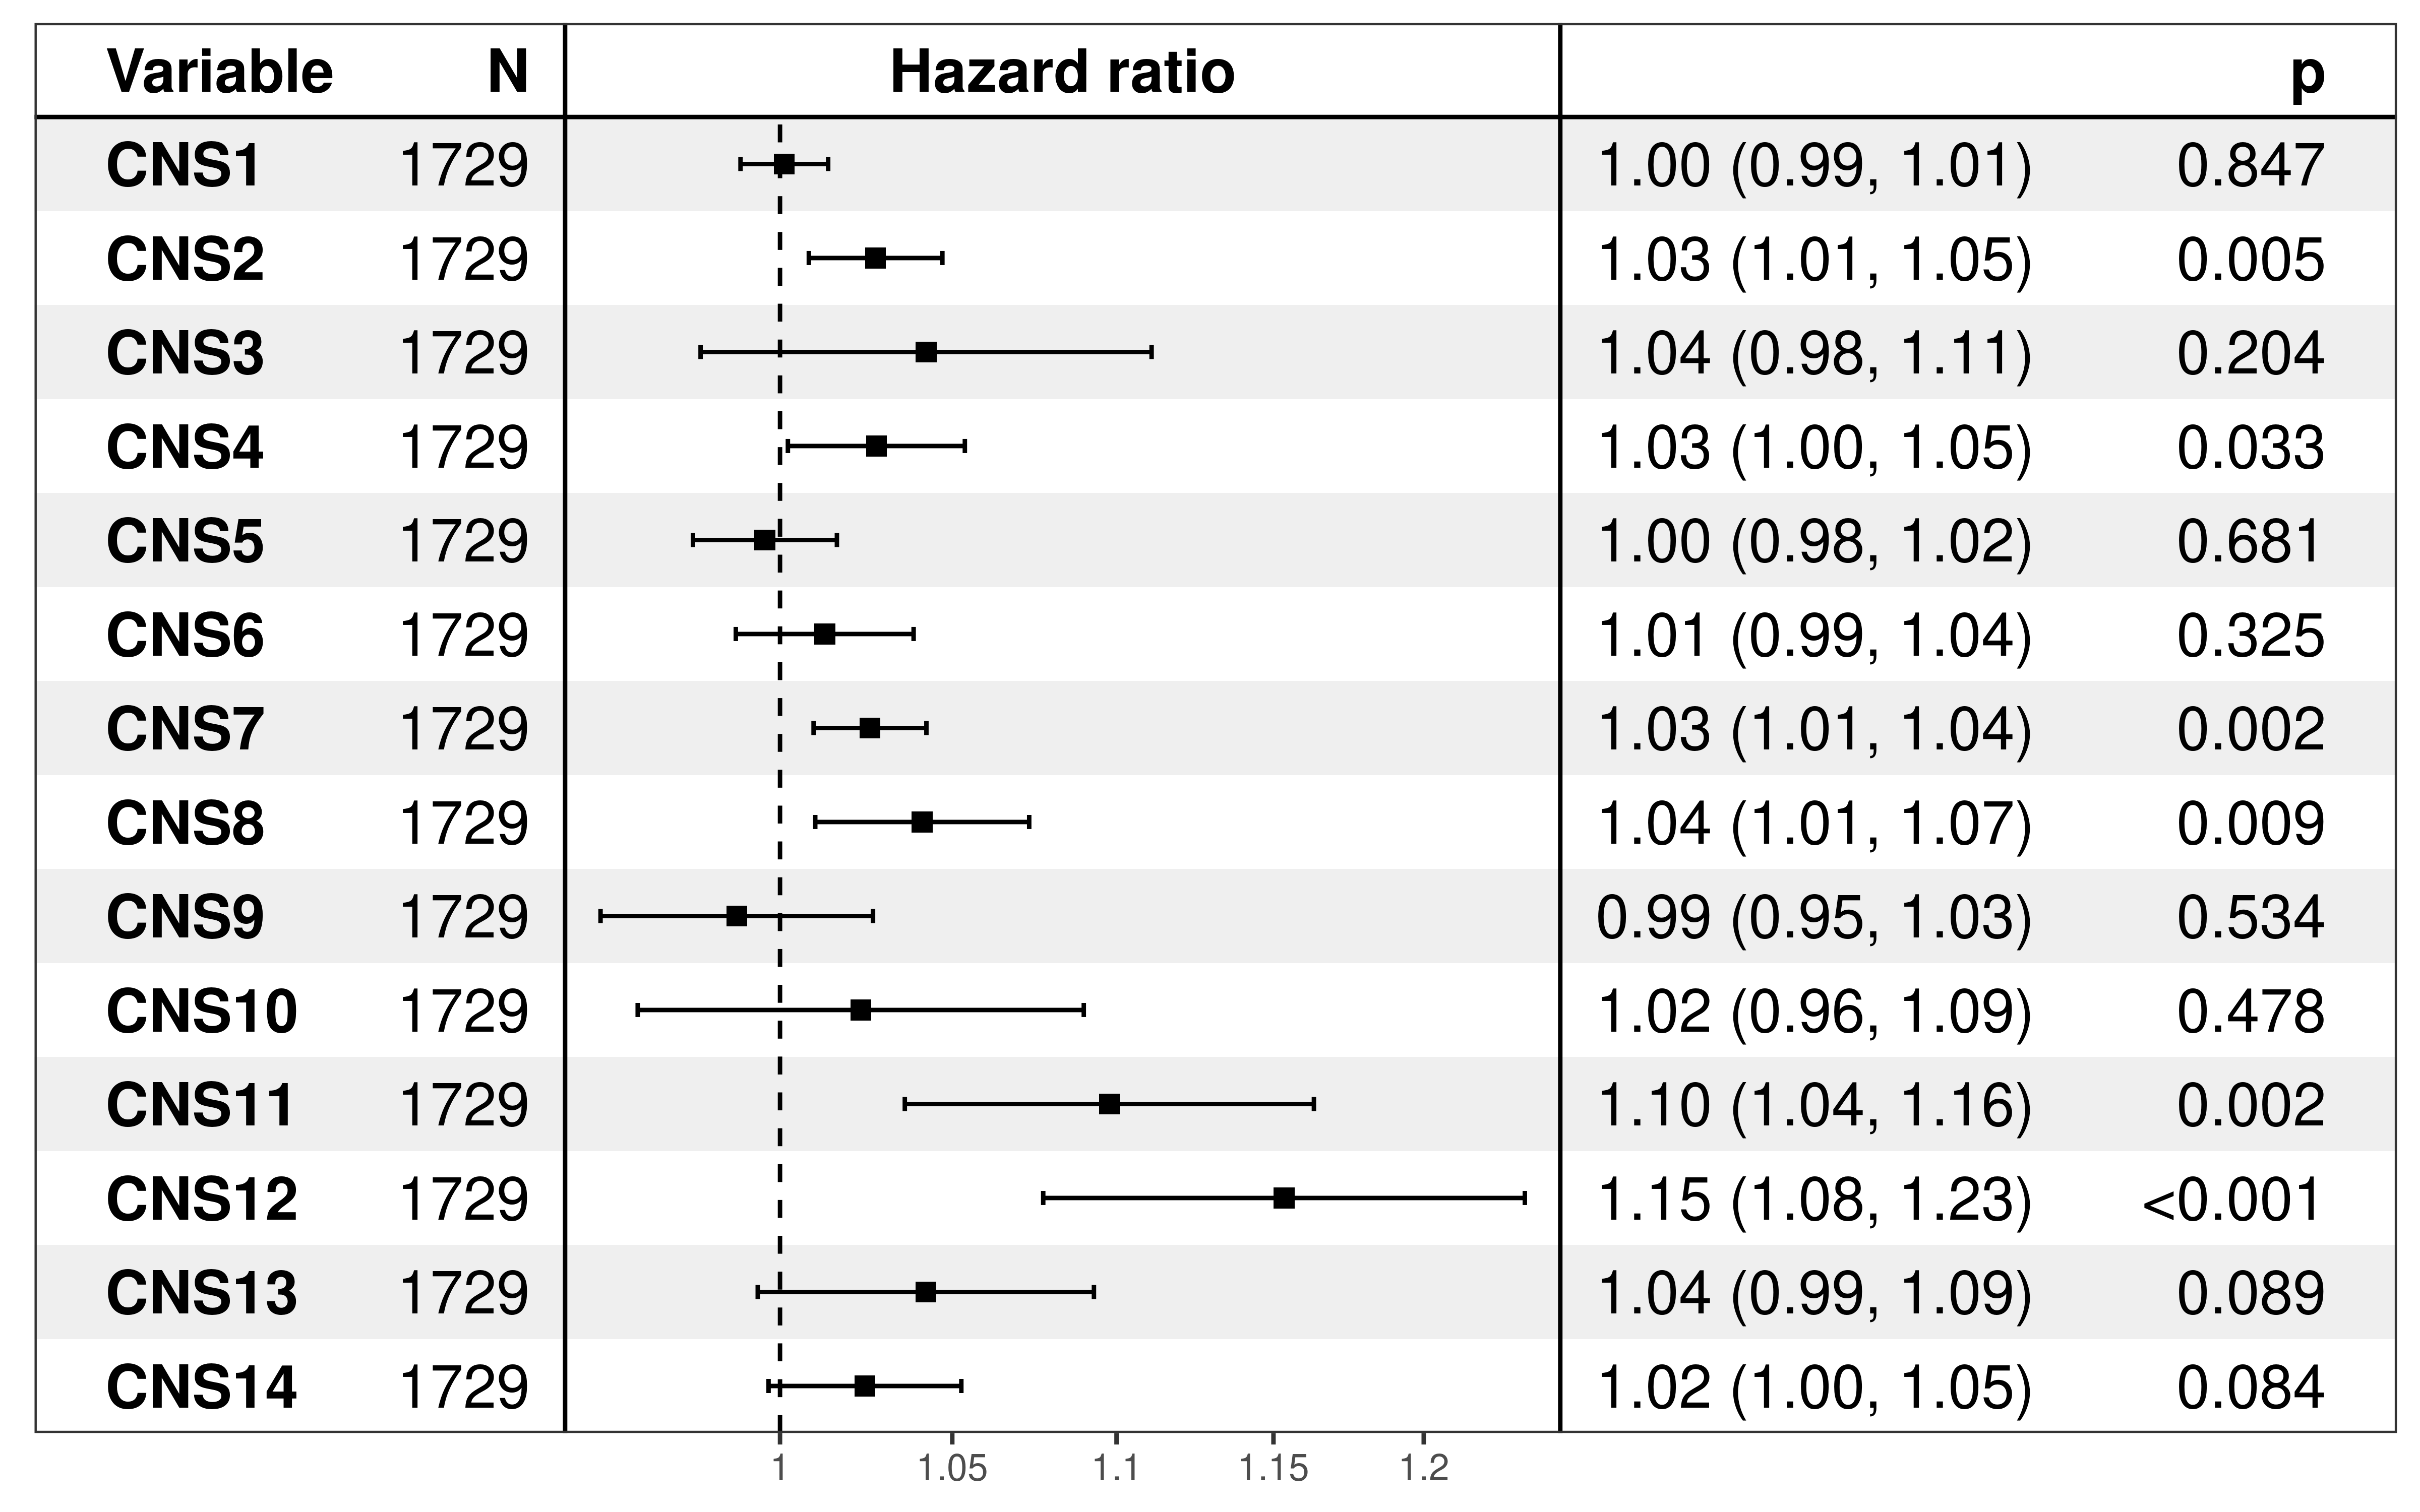 Variable N Hazard ratio p
CNS1 1729 1.00 (0.99, 1.01) 0.847
CNS2 1729 1.03 (1.01, 1.05) 0.005
CNS3 1729 1.04 (0.98, 1.11) 0.204
CNS4 1729 1.03 (1.00, 1.05) 0.033
CNS5 1729 1.00 (0.98, 1.02) 0.681
CNS6 1729 1.01 (0.99, 1.04) 0.325
CNS7 1729 1.03 (1.01, 1.04) 0.002
CNS8 1729 1.04 (1.01, 1.07) 0.009
CNS9 1729 0.99 (0.95, 1.03) 0.534
CNS10 1729 1.02 (0.96, 1.09) 0.478
CNS11 1729 1.10 (1.04, 1.16) 0.002
CNS12 1729 1.15 (1.08, 1.23) <0.001
CNS13 1729 1.04 (0.99, 1.09) 0.089
CNS14 1729 1.02 (1.00, 1.05) 0.084
1 1.05 1.1 1.15 1.2